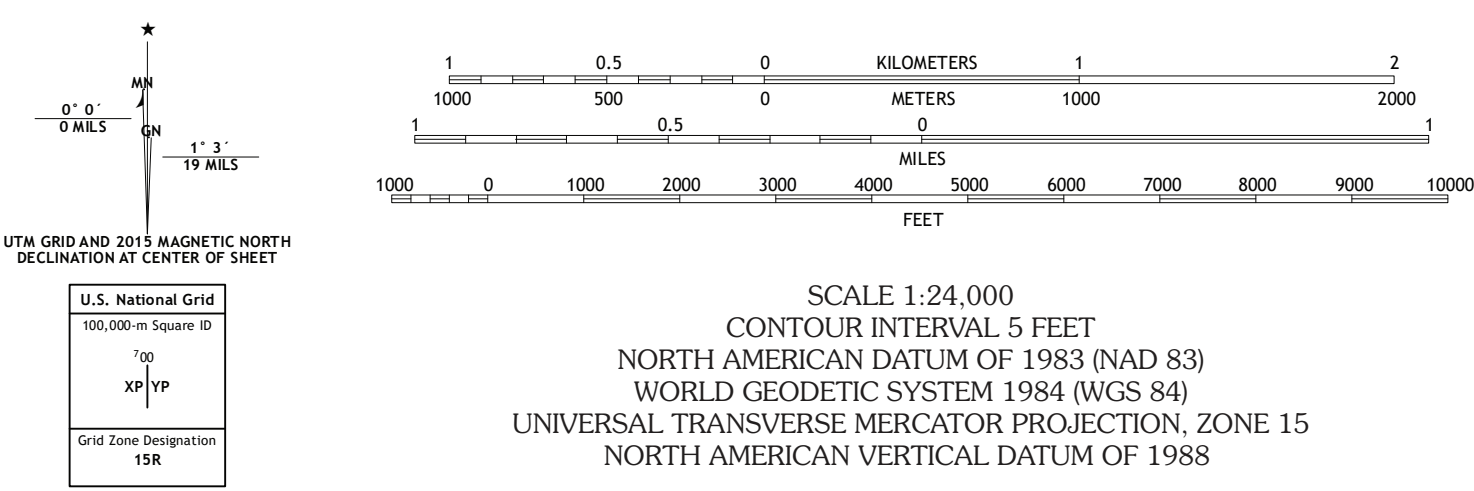 ★
MN
0° 0´
0 MILS
GN
1° 3´
19 MILS
UTM GRID AND 2015 MAGNETIC NORTH
DECLINATION AT CENTER OF SHEET
U.S. National Grid
100,000-m Square ID
⁷00
XP YP
Grid Zone Designation
15R
1 0.5 0 KILOMETERS 1 2
1000 500 0 METERS 1000 2000
1 0.5 0 1
MILES
1000 0 1000 2000 3000 4000 5000 6000 7000 8000 9000 10000
FEET
SCALE 1:24,000
CONTOUR INTERVAL 5 FEET
NORTH AMERICAN DATUM OF 1983 (NAD 83)
WORLD GEODETIC SYSTEM 1984 (WGS 84)
UNIVERSAL TRANSVERSE MERCATOR PROJECTION, ZONE 15
NORTH AMERICAN VERTICAL DATUM OF 1988